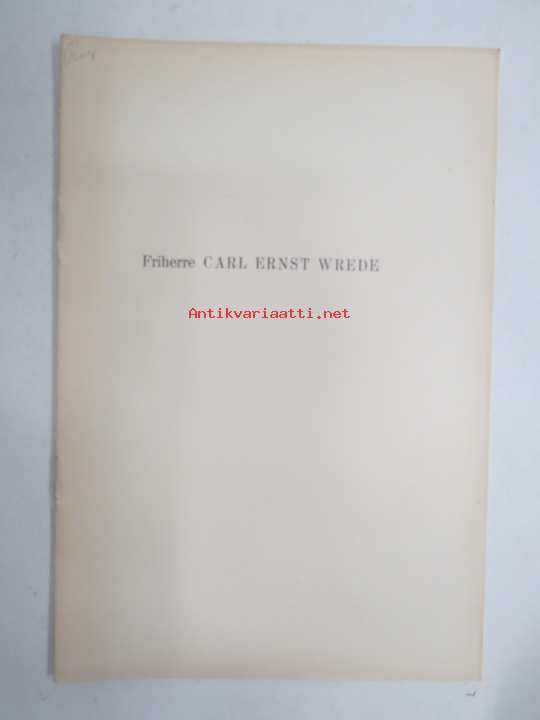 Friherre CARL ERNST WREDE
Antikvariaatti.net